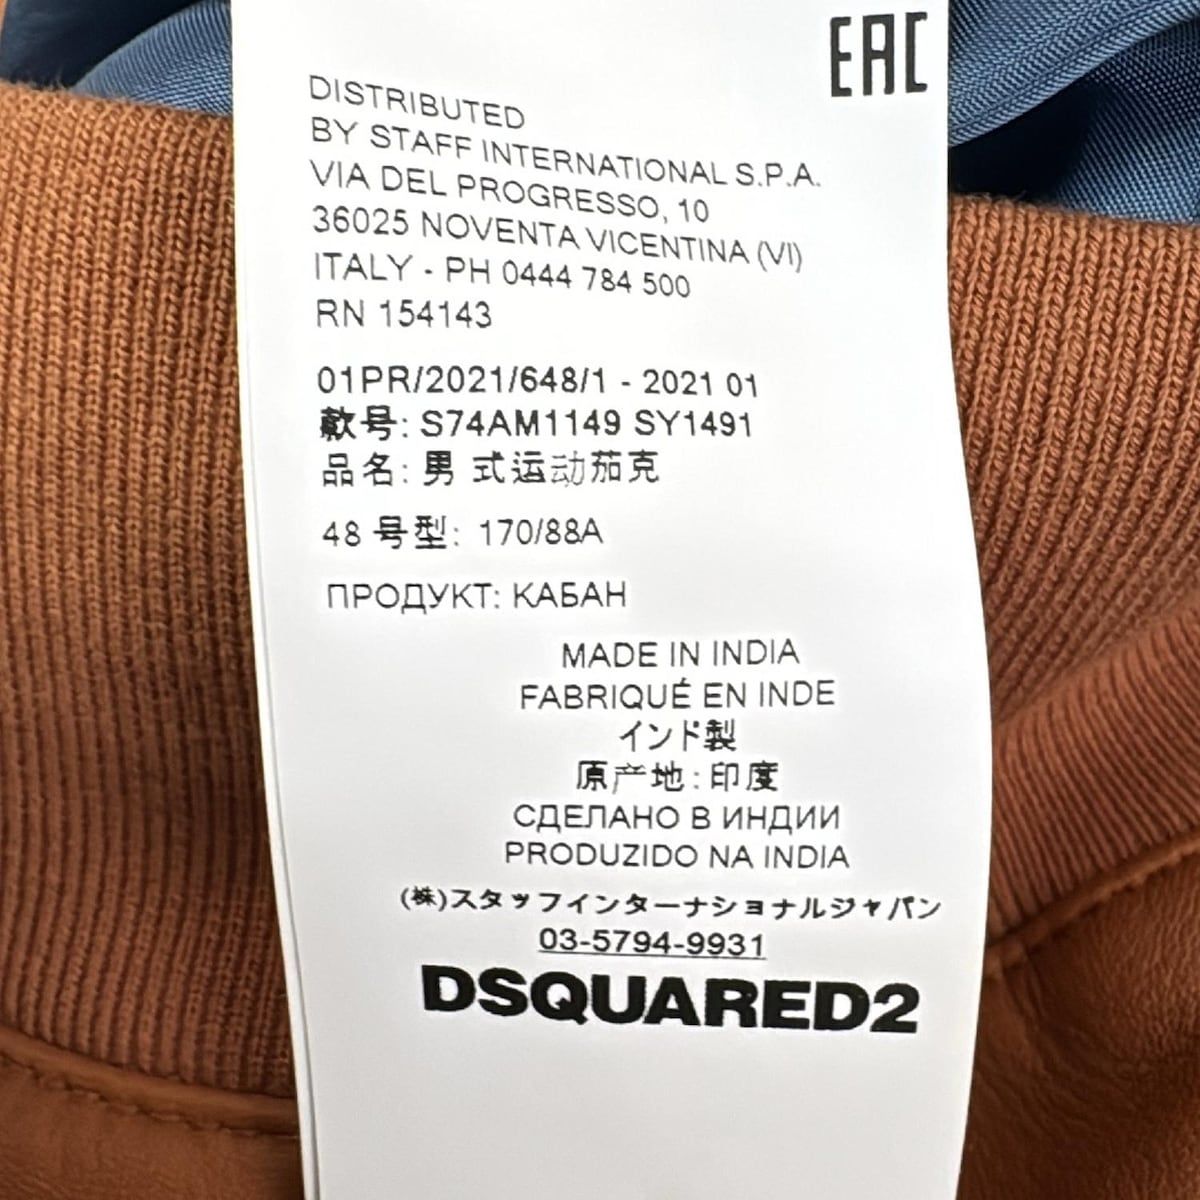 EAC
DISTRIBUTED
BY STAFF INTERNATIONAL S.P.A.
VIA DEL PROGRESSO, 10
36025 NOVENTA VICENTINA (VI)
ITALY - PH 0444 784 500
RN 154143
01PR/2021/648/1 - 2021 01
款号: S74AM1149 SY1491
品名: 男 式运动茄克
48 号型: 170/88A
ПРОДУКТ: КАБАН
MADE IN INDIA
FABRIQUÉ EN INDE
インド製
原产地: 印度
СДЕЛАНО В ИНДИИ
PRODUZIDO NA INDIA
(株)スタッフインターナショナルジャパン
03-5794-9931
DSQUARED2